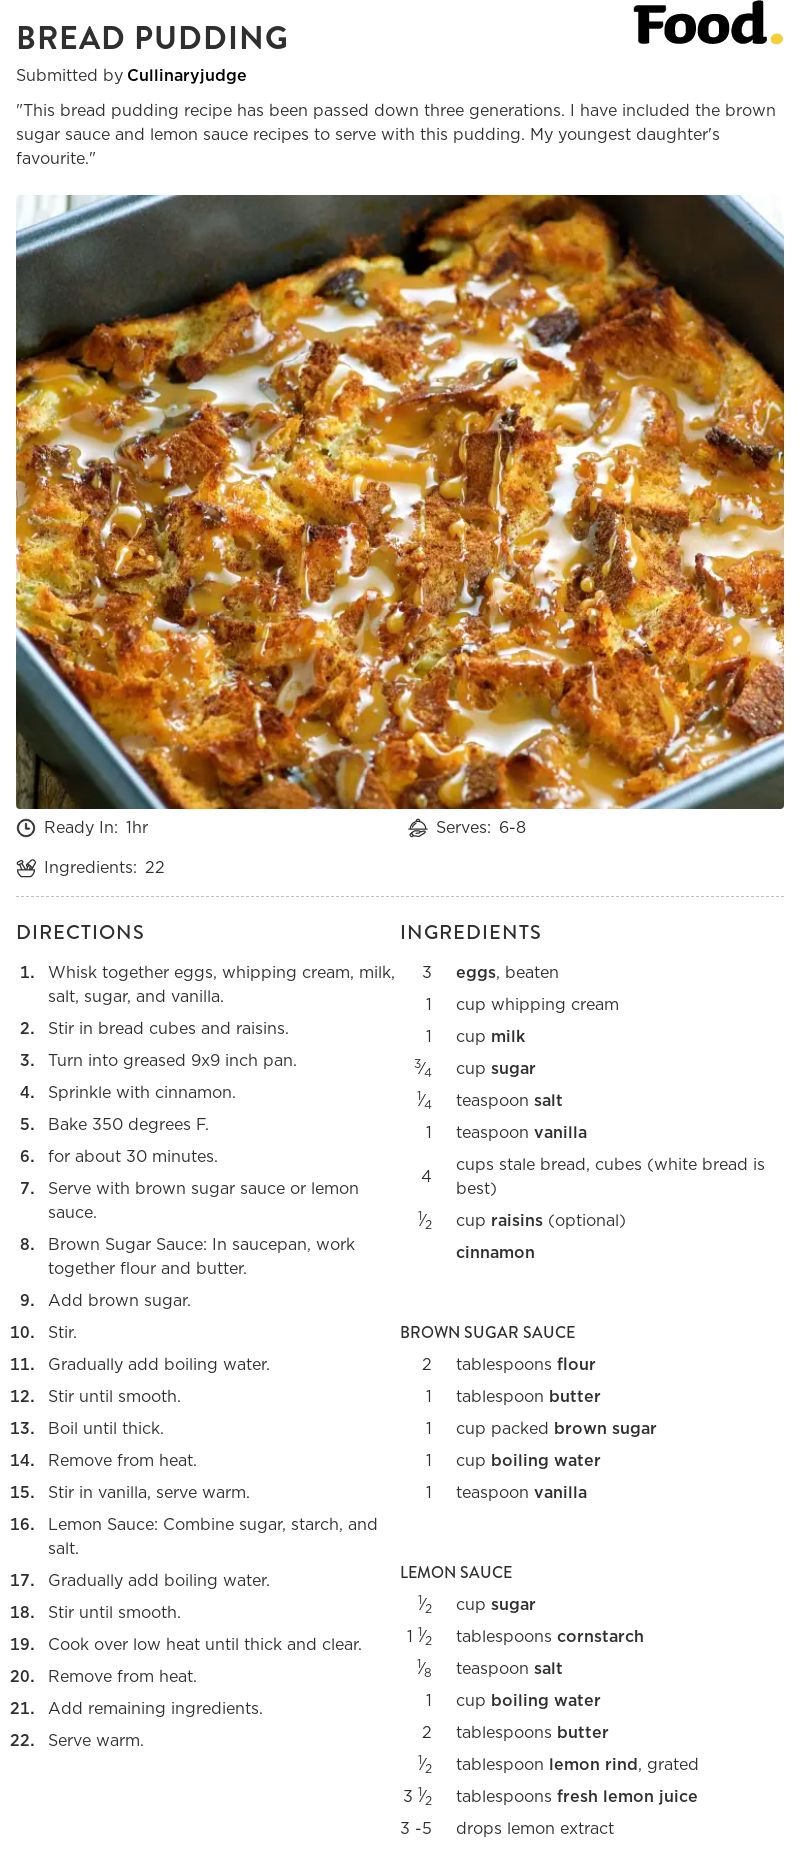 BREAD PUDDING
Food.
Submitted by Cullinaryjudge
"This bread pudding recipe has been passed down three generations. I have included the brown
sugar sauce and lemon sauce recipes to serve with this pudding. My youngest daughter's
favourite."
Ready In: 1hr
Serves: 6-8
Ingredients: 22
DIRECTIONS
1. Whisk together eggs, whipping cream, milk,
salt, sugar, and vanilla.
2. Stir in bread cubes and raisins.
3. Turn into greased 9x9 inch pan.
4. Sprinkle with cinnamon.
5. Bake 350 degrees F.
6. for about 30 minutes.
7. Serve with brown sugar sauce or lemon
sauce.
8. Brown Sugar Sauce: In saucepan, work
together flour and butter.
9. Add brown sugar.
10. Stir.
11. Gradually add boiling water.
12. Stir until smooth.
13. Boil until thick.
14. Remove from heat.
15. Stir in vanilla, serve warm.
16. Lemon Sauce: Combine sugar, starch, and
salt.
17. Gradually add boiling water.
18. Stir until smooth.
19. Cook over low heat until thick and clear.
20. Remove from heat.
21. Add remaining ingredients.
22. Serve warm.
INGREDIENTS
3 eggs, beaten
1 cup whipping cream
1 cup milk
3⁄4 cup sugar
1⁄4 teaspoon salt
1 teaspoon vanilla
4 cups stale bread, cubes (white bread is
best)
1⁄2 cup raisins (optional)
cinnamon
BROWN SUGAR SAUCE
2 tablespoons flour
1 tablespoon butter
1 cup packed brown sugar
1 cup boiling water
1 teaspoon vanilla
LEMON SAUCE
1⁄2 cup sugar
1 1⁄2 tablespoons cornstarch
1⁄8 teaspoon salt
1 cup boiling water
2 tablespoons butter
1⁄2 tablespoon lemon rind, grated
3 1⁄2 tablespoons fresh lemon juice
3 -5 drops lemon extract